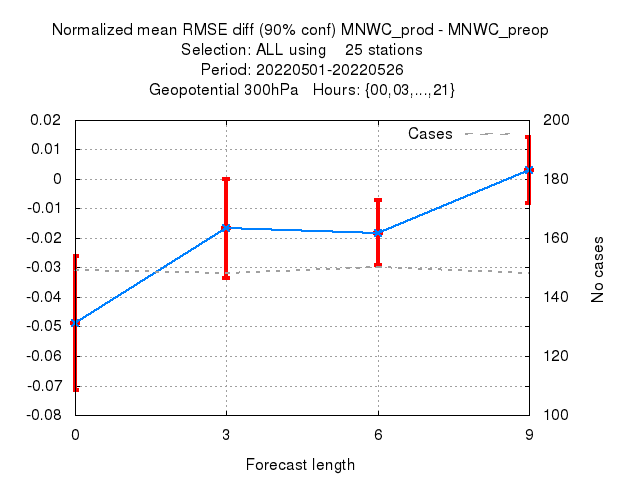 Normalized mean RMSE diff (90% conf) MNWC_prod - MNWC_preop
Selection: ALL using    25 stations
Period: 20220501-20220526
Geopotential 300hPa   Hours: {00,03,...,21}
Cases
0.02
0.01
0
-0.01
-0.02
-0.03
-0.04
-0.05
-0.06
-0.07
-0.08
200
180
160
140
120
100
No cases
0 3 6 9
Forecast length